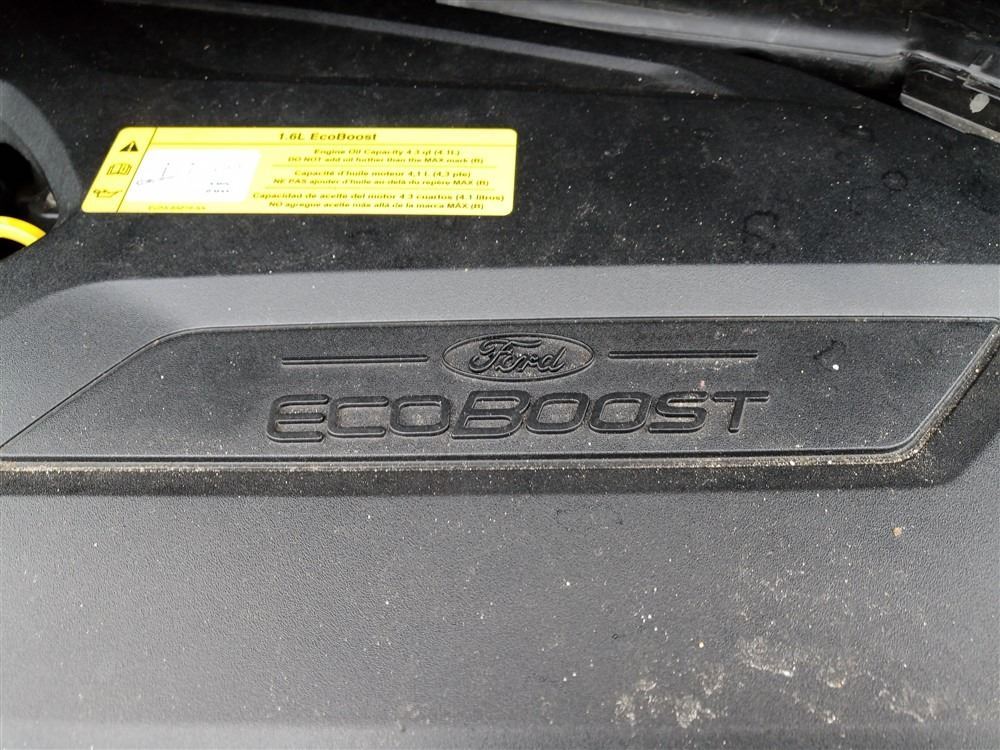 1.6L EcoBoost
Engine Oil Capacity 4.3 qt (4.1L)
DO NOT add oil further than the MAX mark (B)
Capacité d'huile moteur 4,1 l (4,3 pte)
NE PAS ajouter d'huile au delà du repère MAX (B)
Capacidad de aceite del motor 4.3 cuartos (4.1 litros)
NO agregue aceite más allá de la marca MÁX (B)
Ford
ECOBOOST